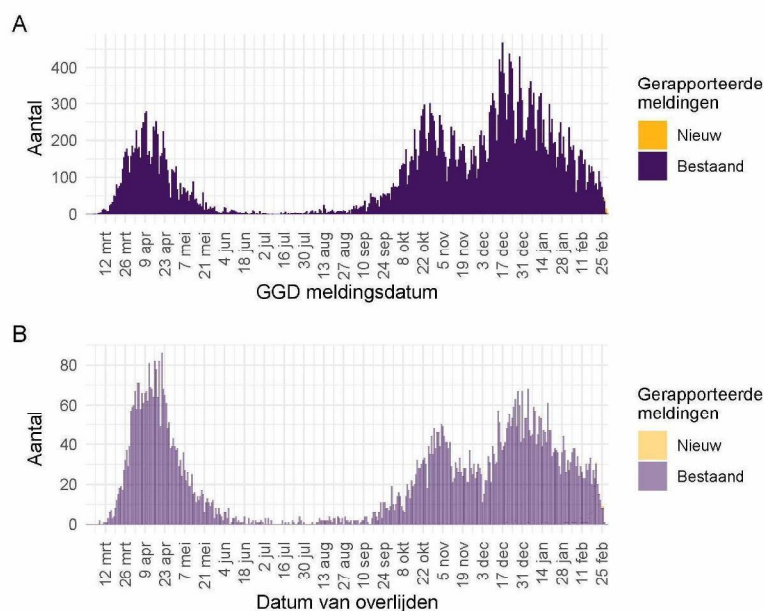 A
Aantal
400
300
200
100
0
12 mrt
26 mrt
9 apr
23 apr
7 mei
21 mei
4 jun
18 jun
2 jul
16 jul
30 jul
13 aug
27 aug
10 sep
24 sep
8 okt
22 okt
5 nov
19 nov
3 dec
17 dec
31 dec
14 jan
28 jan
11 feb
25 feb
GGD meldingsdatum
Gerapporteerde
meldingen
Nieuw
Bestaand
B
Aantal
80
60
40
20
0
12 mrt
26 mrt
9 apr
23 apr
7 mei
21 mei
4 jun
18 jun
2 jul
16 jul
30 jul
13 aug
27 aug
10 sep
24 sep
8 okt
22 okt
5 nov
19 nov
3 dec
17 dec
31 dec
14 jan
28 jan
11 feb
25 feb
Datum van overlijden
Gerapporteerde
meldingen
Nieuw
Bestaand